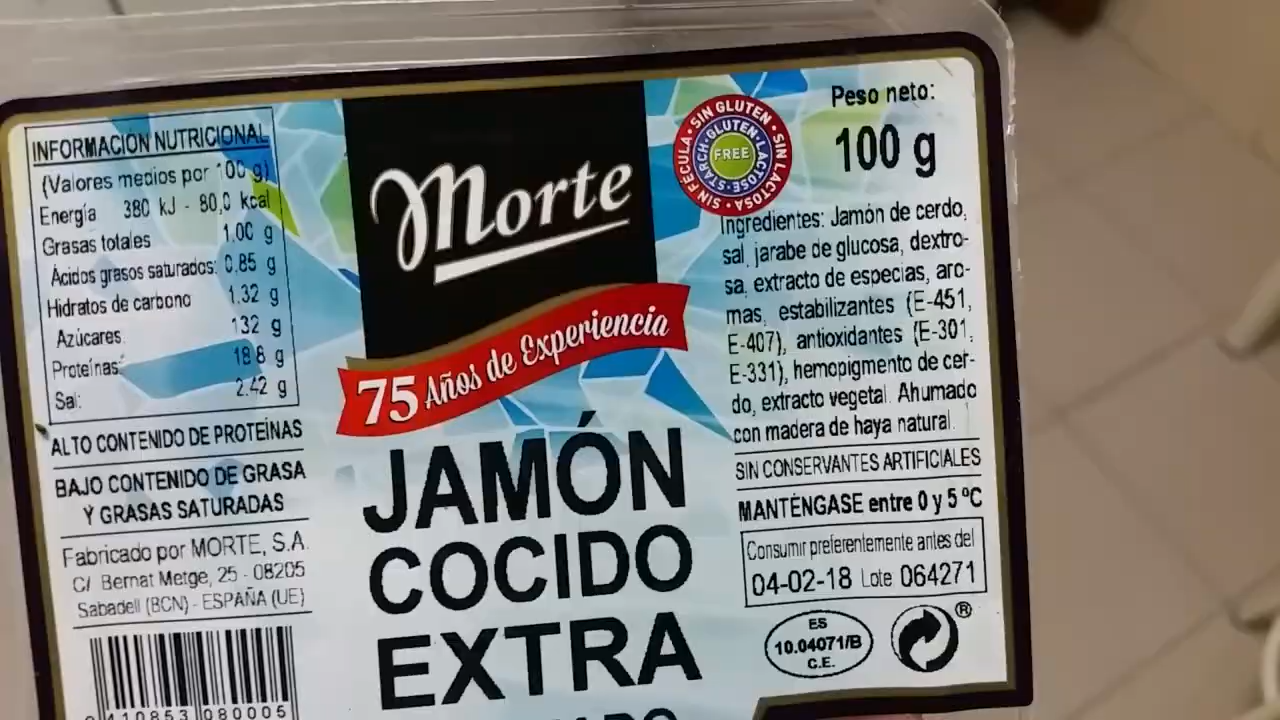 INFORMACIÓN NUTRICIONAL
(Valores medios por 100 g)
Energía 380 kJ - 80,0 kcal
Grasas totales 1.00 g
Ácidos grasos saturados: 0.85 g
Hidratos de carbono 1.32 g
Azúcares 132 g
Proteínas: 18 8 g
Sal: 2.42 g
ALTO CONTENIDO DE PROTEÍNAS
BAJO CONTENIDO DE GRASA
Y GRASAS SATURADAS
Fabricado por MORTE, S.A.
C/ Bernat Metge, 25 - 08205
Sabadell (BCN) - ESPAÑA (UE)
410853 080005
Morte
75 Años de Experiencia
JAMÓN
COCIDO
EXTRA
SIN GLUTEN • SIN LACTOSA • SIN FÉCULA •
GLUTEN • LACTOSE • STARCH •
FREE
Peso neto:
100 g
Ingredientes: Jamón de cerdo,
sal, jarabe de glucosa, dextro-
sa, extracto de especias, aro-
mas, estabilizantes (E-451,
E-407), antioxidantes (E-301,
E-331), hemopigmento de cer-
do, extracto vegetal. Ahumado
con madera de haya natural.
SIN CONSERVANTES ARTIFICIALES
MANTÉNGASE entre 0 y 5 ºC
Consumir preferentemente antes del
04-02-18 Lote 064271
ES
10.04071/B
C.E.
®